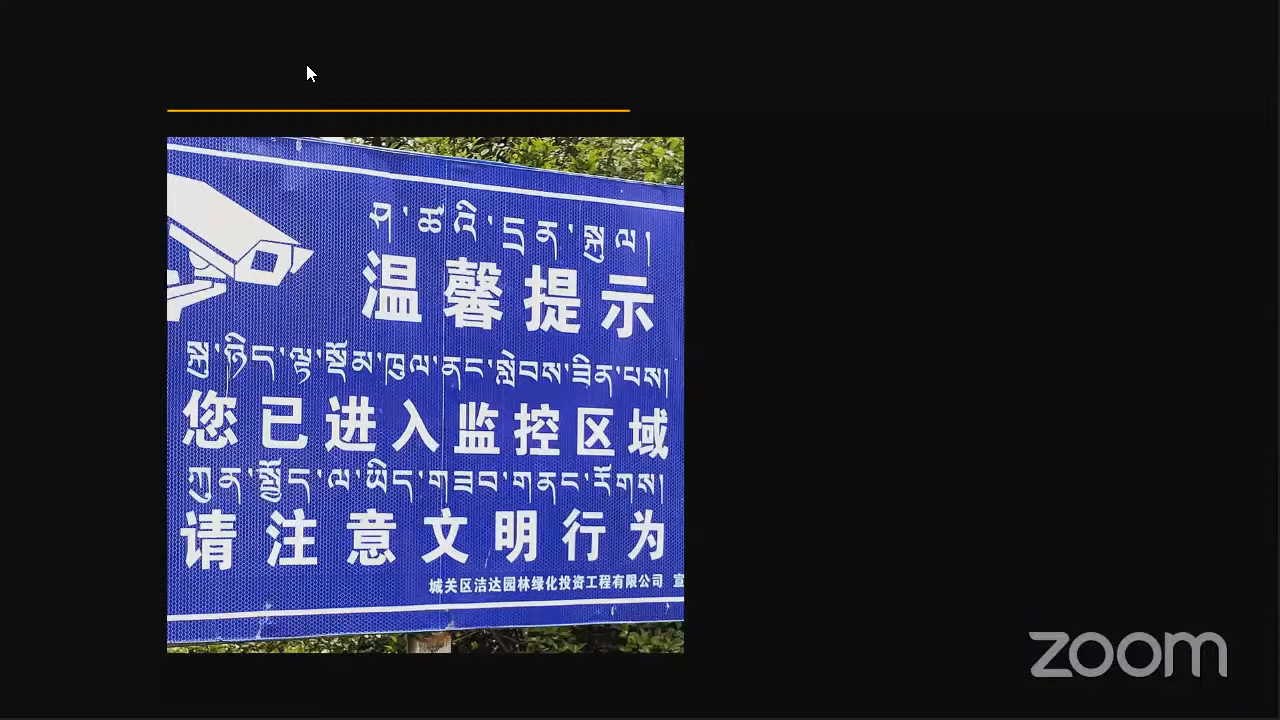 ཤ་ཚའི་དྲན་སྐུལ།
温馨提示
སྐུ་ཉིད་ལྟ་སྡོམ་ཁུལ་ནང་སླེབས་ཟིན་པས།
您已进入监控区域
ཀུན་སྤྱོད་ལ་ཡིད་གཟབ་གནང་རོགས།
请注意文明行为
城关区洁达园林绿化投资工程有限公司 宣
zoom